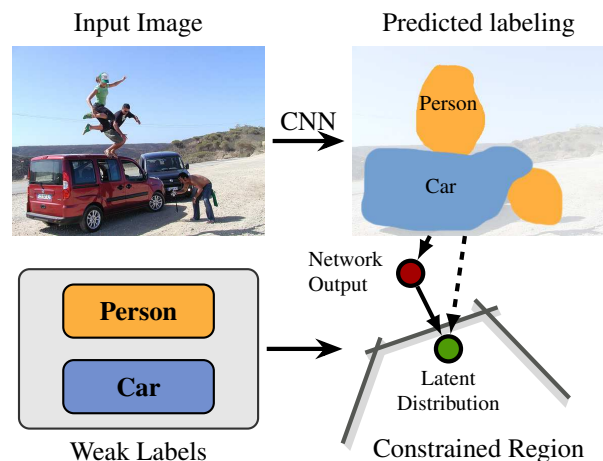 Input Image
Predicted labeling
CNN
Person
Car
Network
Output
Person
Car
Latent
Distribution
Weak Labels
Constrained Region